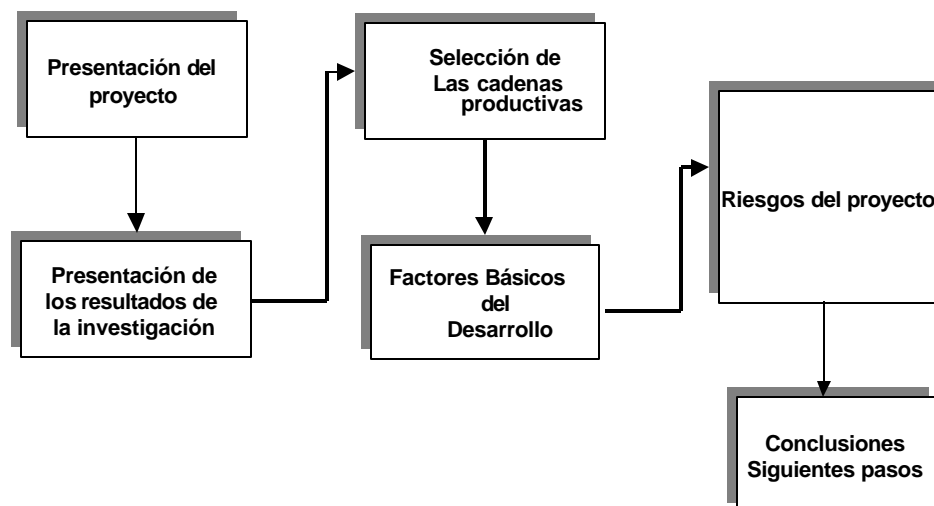 Presentación del
proyecto
Presentación de
los resultados de
la investigación
Selección de
Las cadenas
productivas
Factores Básicos
del
Desarrollo
Riesgos del proyecto
Conclusiones
Siguientes pasos